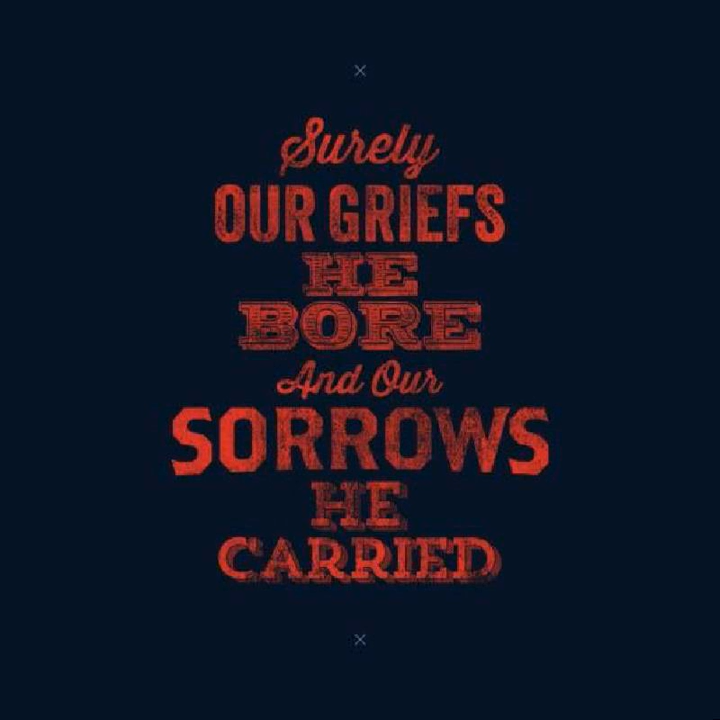 Surely
OUR GRIEFS
HE
BORE
And Our
SORROWS
HE
CARRIED